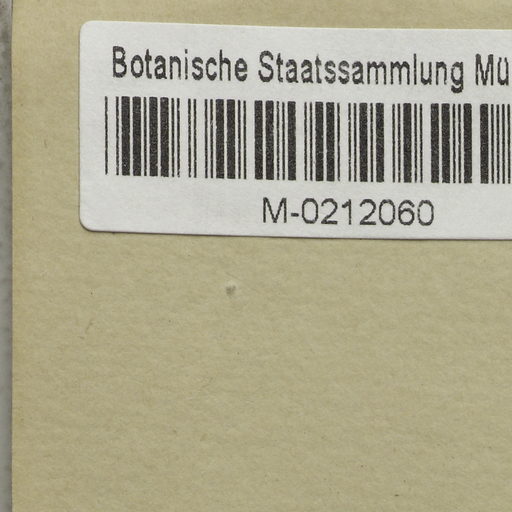 Botanische Staatssammlung Mü
M-0212060